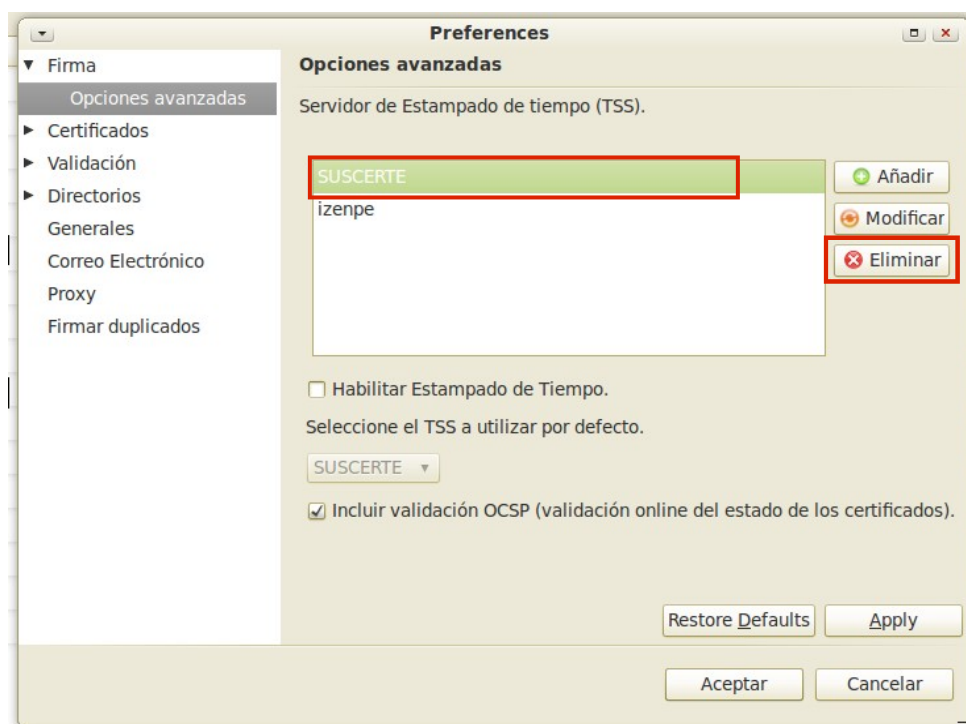 Preferences
Firma
Opciones avanzadas
Certificados
Validación
Directorios
Generales
Correo Electrónico
Proxy
Firmar duplicados
Opciones avanzadas
Servidor de Estampado de tiempo (TSS).
SUSCERTE
izenpe
Añadir
Modificar
Eliminar
Habilitar Estampado de Tiempo.
Seleccione el TSS a utilizar por defecto.
SUSCERTE
Incluir validación OCSP (validación online del estado de los certificados).
Restore Defaults Apply
Aceptar Cancelar